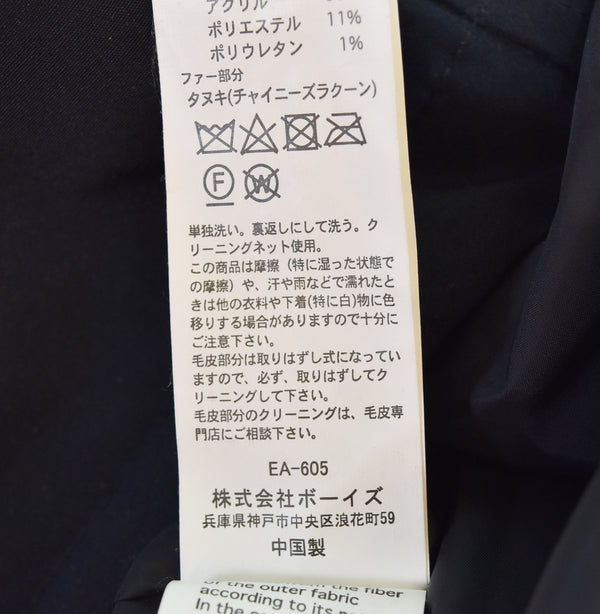 アクリル
ポリエステル 11%
ポリウレタン 1%
ファー部分
タヌキ(チャイニーズラクーン)
F W
単独洗い。裏返しにして洗う。ク
リーニングネット使用。
この商品は摩擦（特に湿った状態で
の摩擦）や、汗や雨などで濡れたと
きは他の衣料や下着(特に白)物に色
移りする場合がありますので十分に
ご注意下さい。
毛皮部分は取りはずし式になってい
ますので、必ず、取りはずしてク
リーニングして下さい。
毛皮部分のクリーニングは、毛皮専
門店にご相談下さい。
EA-605
株式会社ボーイズ
兵庫県神戸市中央区浪花町59
中国製
from the fiber
of the outer fabric
according to its
In the